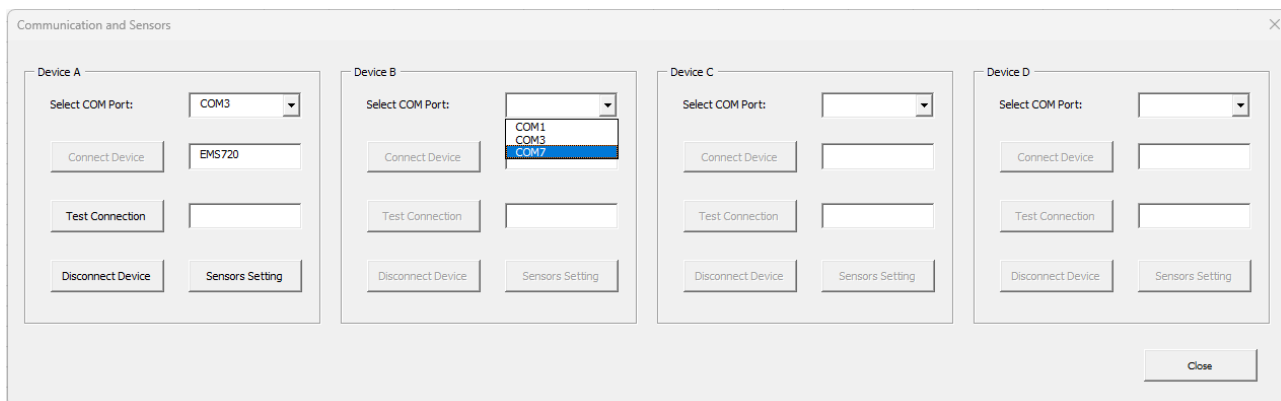 Communication and Sensors
Device A
Select COM Port:
COM3
Connect Device
EMS720
Test Connection
Disconnect Device
Sensors Setting
Device B
Select COM Port:
COM1
COM3
COM7
Connect Device
Test Connection
Disconnect Device
Sensors Setting
Device C
Select COM Port:
Connect Device
Test Connection
Disconnect Device
Sensors Setting
Device D
Select COM Port:
Connect Device
Test Connection
Disconnect Device
Sensors Setting
Close